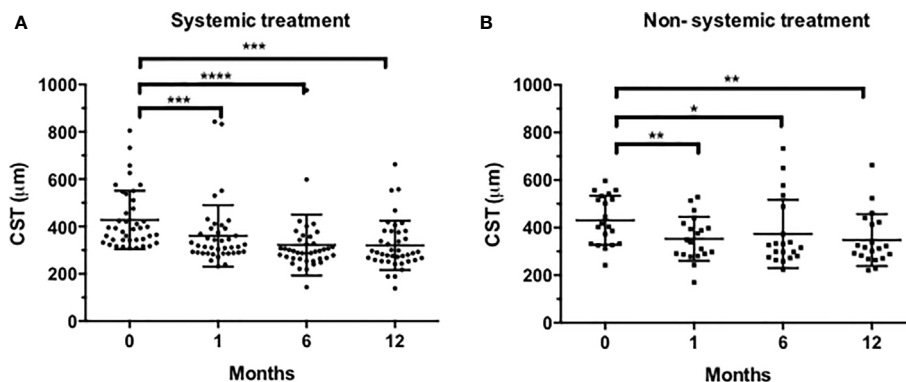 A
Systemic treatment
***
****
***
1000
800
600
400
200
0
CST (μm)
0 1 6 12
Months
B
Non- systemic treatment
**
*
**
1000
800
600
400
200
0
CST (μm)
0 1 6 12
Months